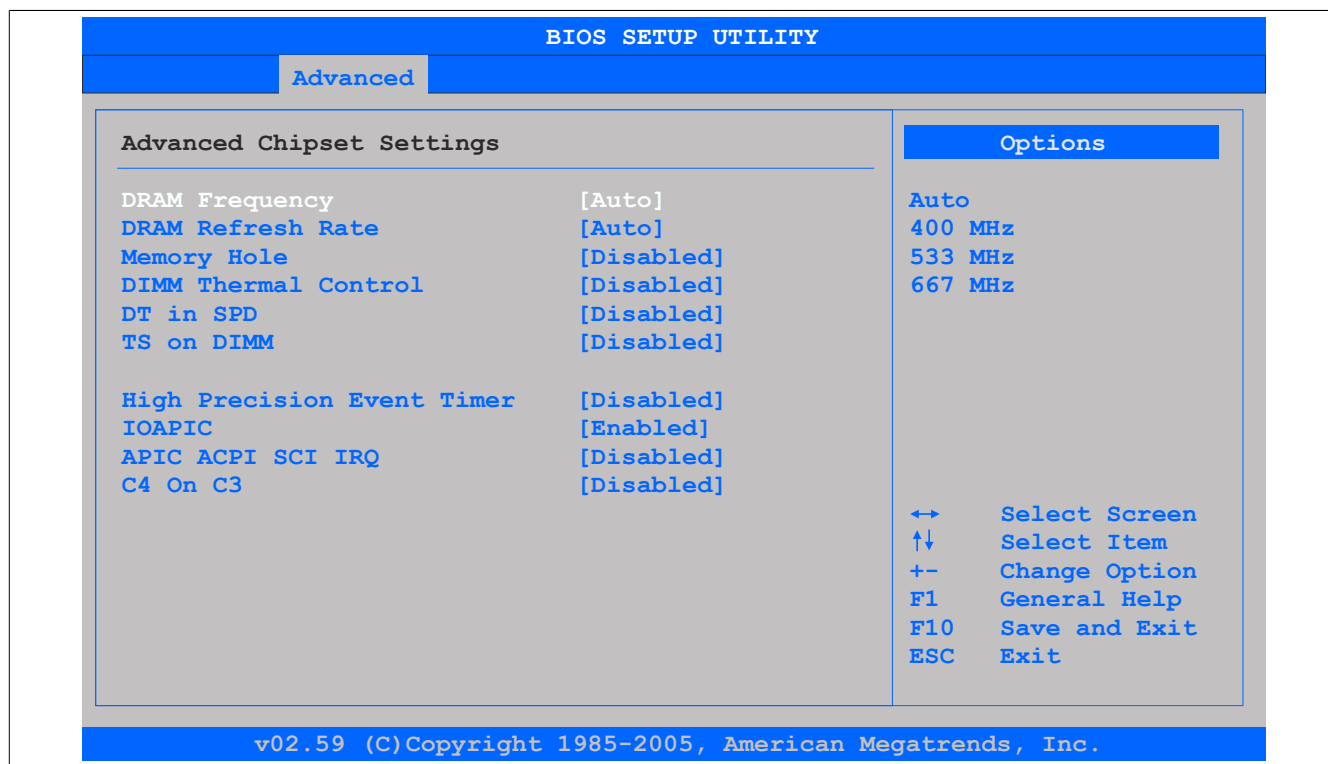 BIOS SETUP UTILITY
Advanced
Advanced Chipset Settings
DRAM Frequency [Auto]
DRAM Refresh Rate [Auto]
Memory Hole [Disabled]
DIMM Thermal Control [Disabled]
DT in SPD [Disabled]
TS on DIMM [Disabled]
High Precision Event Timer [Disabled]
IOAPIC [Enabled]
APIC ACPI SCI IRQ [Disabled]
C4 On C3 [Disabled]
Options
Auto
400 MHz
533 MHz
667 MHz
↔ Select Screen
↑↓ Select Item
+- Change Option
F1 General Help
F10 Save and Exit
ESC Exit
v02.59 (C)Copyright 1985-2005, American Megatrends, Inc.